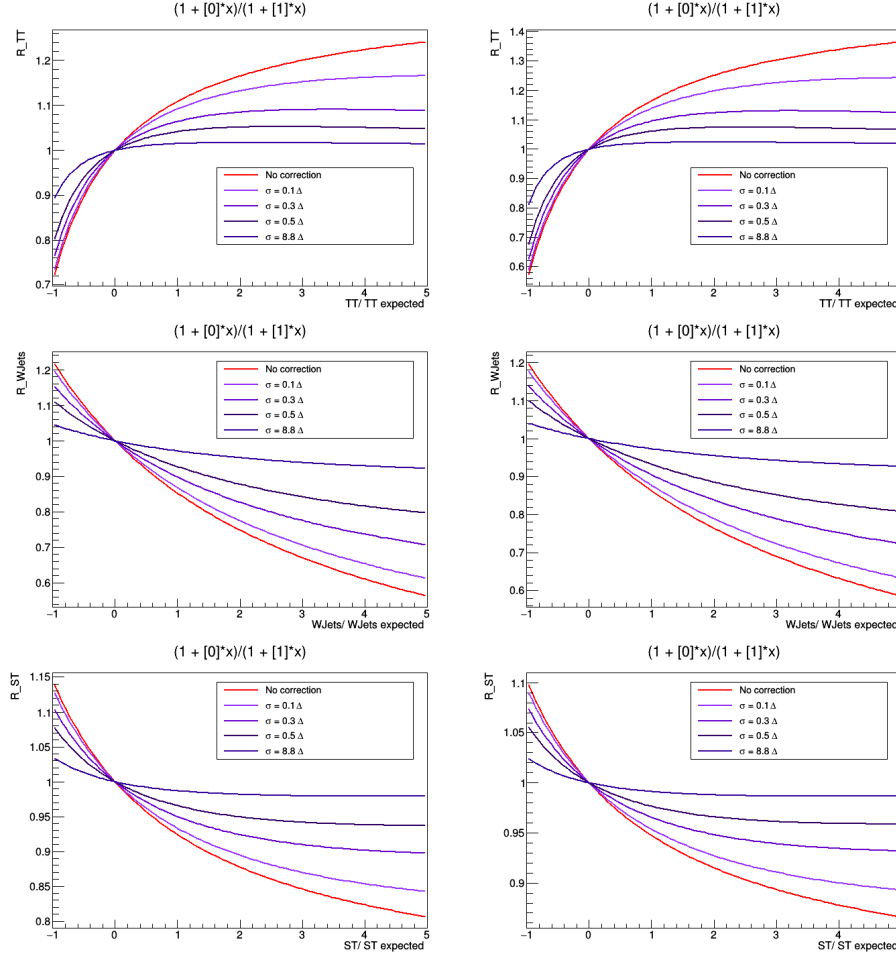 (1 + [0]*x)/(1 + [1]*x)
R_TT
1.2
1.1
1
0.9
0.8
0.7
No correction
σ = 0.1 Δ
σ = 0.3 Δ
σ = 0.5 Δ
σ = 8.8 Δ
−1 0 1 2 3 4 5
TT/ TT expected
(1 + [0]*x)/(1 + [1]*x)
R_TT
1.4
1.3
1.2
1.1
1
0.9
0.8
0.7
0.6
No correction
σ = 0.1 Δ
σ = 0.3 Δ
σ = 0.5 Δ
σ = 8.8 Δ
−1 0 1 2 3 4
TT/ TT expected
(1 + [0]*x)/(1 + [1]*x)
R_WJets
1.2
1.1
1
0.9
0.8
0.7
0.6
No correction
σ = 0.1 Δ
σ = 0.3 Δ
σ = 0.5 Δ
σ = 8.8 Δ
−1 0 1 2 3 4 5
WJets/ WJets expected
(1 + [0]*x)/(1 + [1]*x)
R_WJets
1.2
1.1
1
0.9
0.8
0.7
0.6
No correction
σ = 0.1 Δ
σ = 0.3 Δ
σ = 0.5 Δ
σ = 8.8 Δ
−1 0 1 2 3 4
WJets/ WJets expected
(1 + [0]*x)/(1 + [1]*x)
R_ST
1.15
1.1
1.05
1
0.95
0.9
0.85
0.8
No correction
σ = 0.1 Δ
σ = 0.3 Δ
σ = 0.5 Δ
σ = 8.8 Δ
−1 0 1 2 3 4 5
ST/ ST expected
(1 + [0]*x)/(1 + [1]*x)
R_ST
1.1
1.05
1
0.95
0.9
No correction
σ = 0.1 Δ
σ = 0.3 Δ
σ = 0.5 Δ
σ = 8.8 Δ
−1 0 1 2 3 4
ST/ ST expected